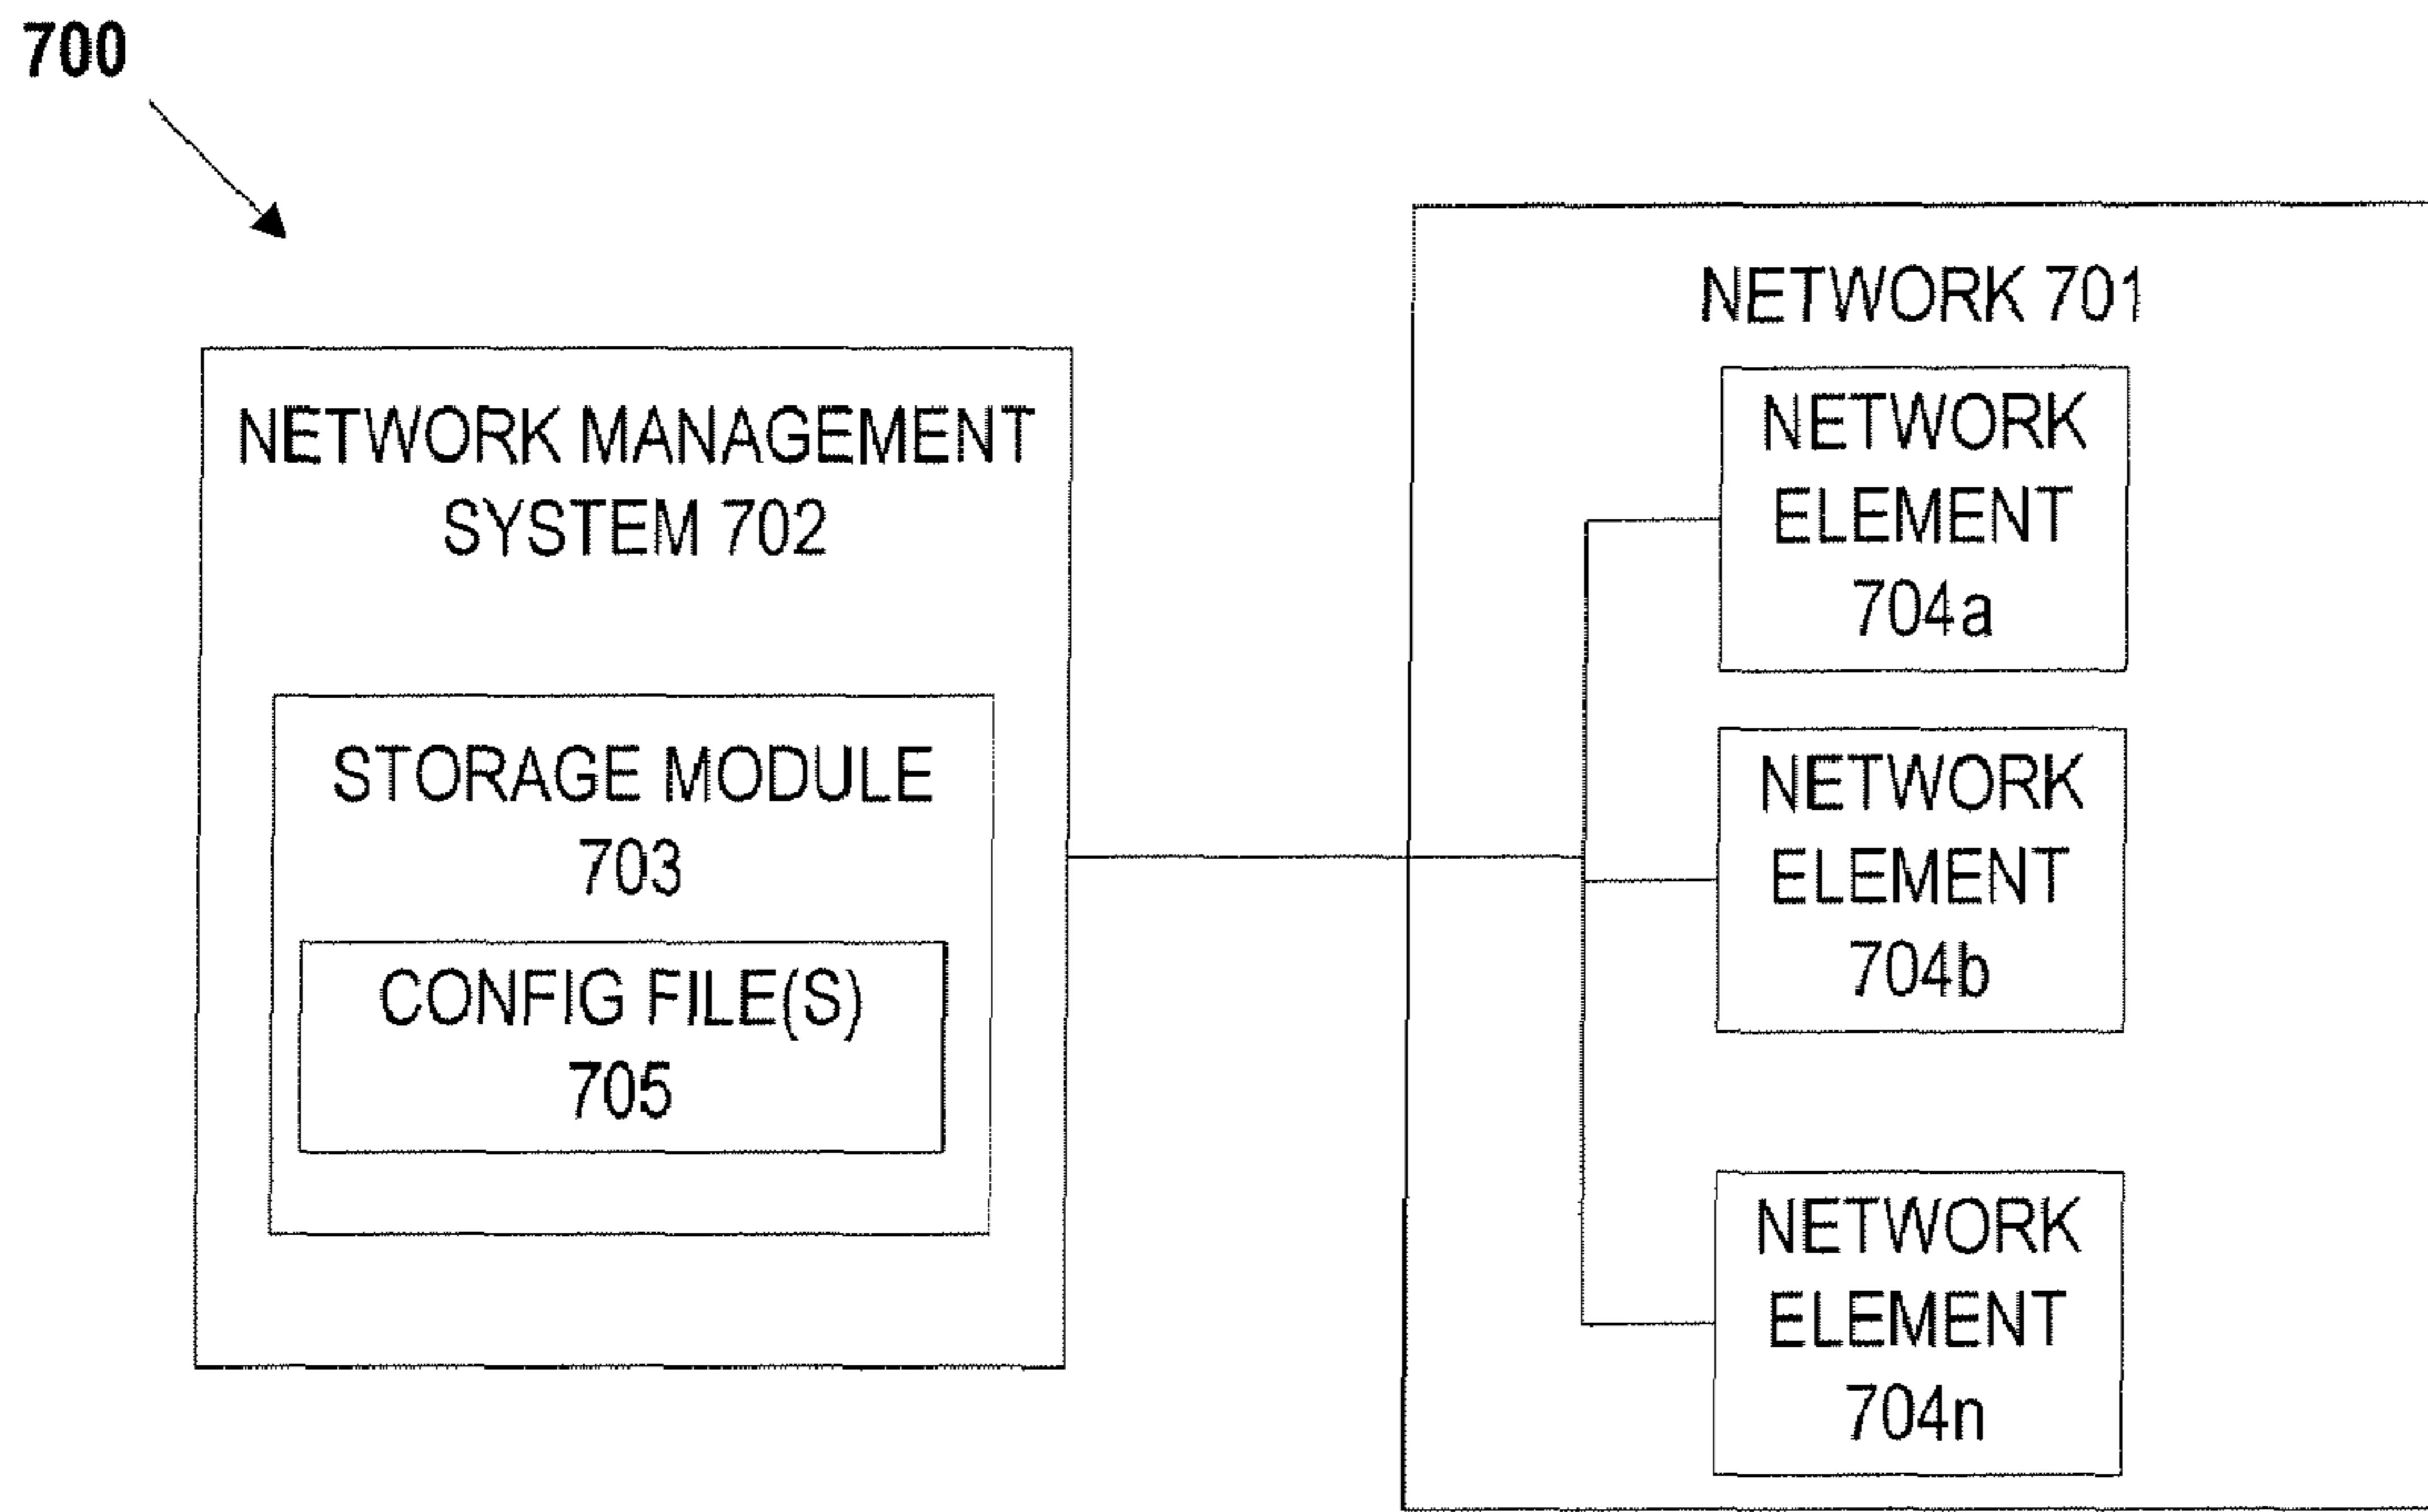 700
NETWORK MANAGEMENT
SYSTEM 702
STORAGE MODULE
703
CONFIG FILE(S)
705
NETWORK 701
NETWORK
ELEMENT
704a
NETWORK
ELEMENT
704b
NETWORK
ELEMENT
704n